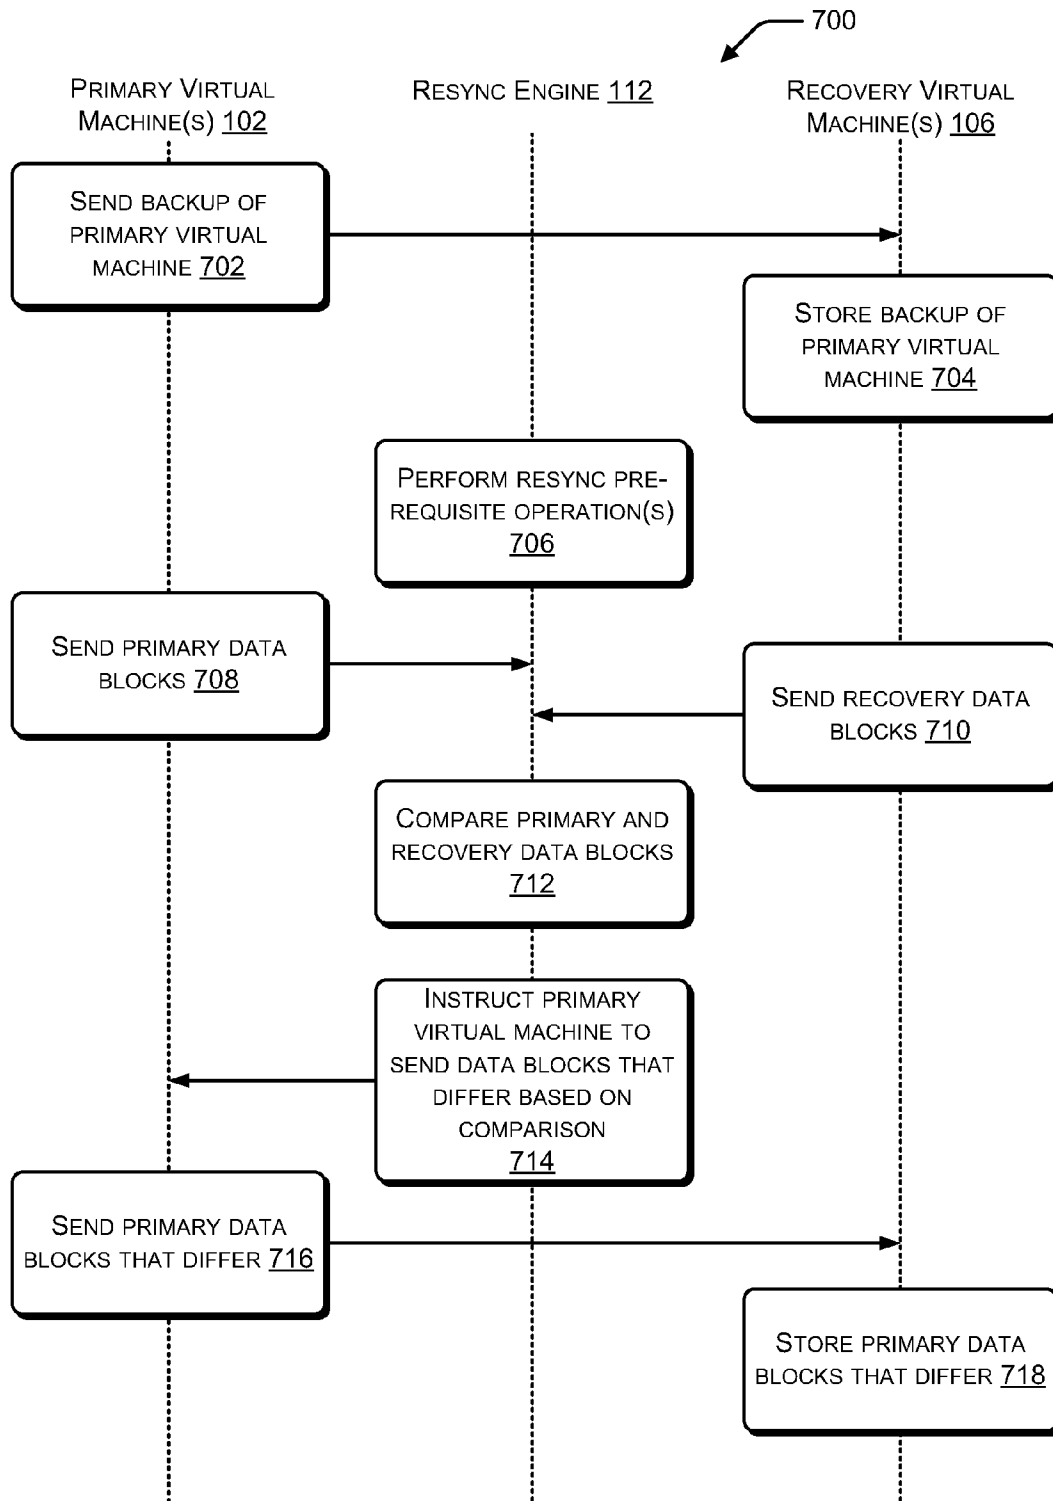 700
PRIMARY VIRTUAL
MACHINE(S) 102
RESYNC ENGINE 112
RECOVERY VIRTUAL
MACHINE(S) 106
SEND BACKUP OF
PRIMARY VIRTUAL
MACHINE 702
STORE BACKUP OF
PRIMARY VIRTUAL
MACHINE 704
PERFORM RESYNC PRE-
REQUISITE OPERATION(S)
706
SEND PRIMARY DATA
BLOCKS 708
SEND RECOVERY DATA
BLOCKS 710
COMPARE PRIMARY AND
RECOVERY DATA BLOCKS
712
INSTRUCT PRIMARY
VIRTUAL MACHINE TO
SEND DATA BLOCKS THAT
DIFFER BASED ON
COMPARISON
714
SEND PRIMARY DATA
BLOCKS THAT DIFFER 716
STORE PRIMARY DATA
BLOCKS THAT DIFFER 718